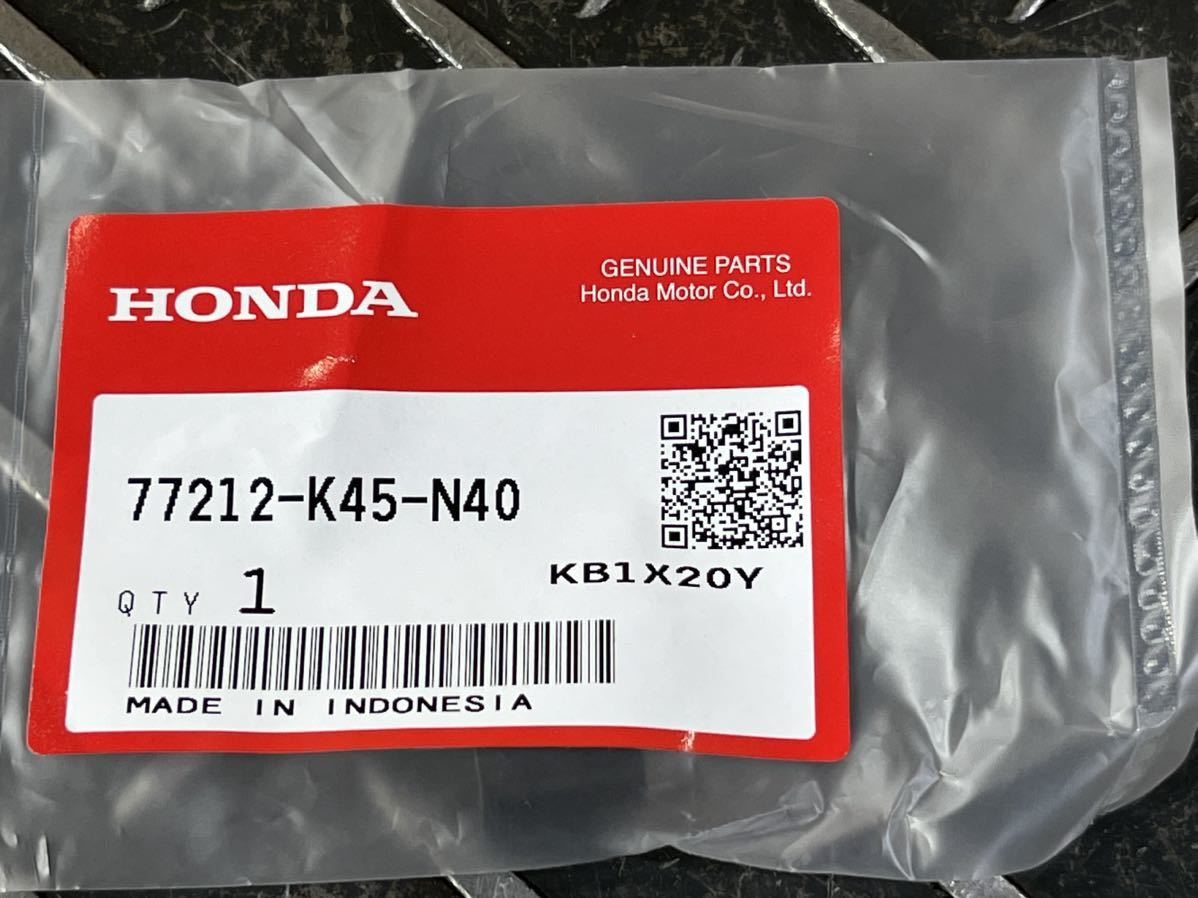 HONDA
GENUINE PARTS
Honda Motor Co., Ltd.
77212-K45-N40
KB1X20Y
QTY 1
MADE IN INDONESIA